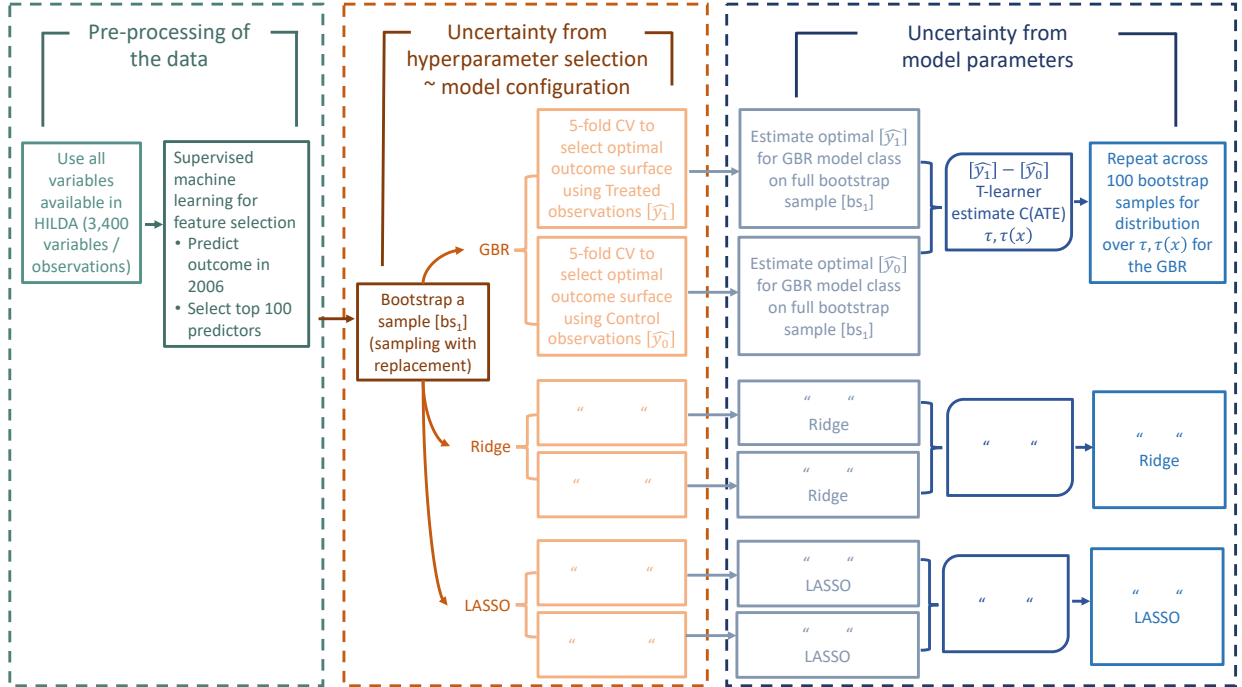 Pre-processing of
the data
Use all
variables
available in
HILDA (3,400
variables /
observations)
Supervised
machine
learning for
feature selection
• Predict
outcome in
2006
• Select top 100
predictors
Uncertainty from
hyperparameter selection
~ model configuration
Bootstrap a
sample [bs₁]
(sampling with
replacement)
GBR
5-fold CV to
select optimal
outcome surface
using Treated
observations [ŷ₁]
5-fold CV to
select optimal
outcome surface
using Control
observations [ŷ₀]
Ridge
“ “
“ “
LASSO
“ “
“ “
Uncertainty from
model parameters
Estimate optimal [ŷ₁]
for GBR model class
on full bootstrap
sample [bs₁]
Estimate optimal [ŷ₀]
for GBR model class
on full bootstrap
sample [bs₁]
[ŷ₁] − [ŷ₀]
T-learner
estimate C(ATE)
τ, τ(x)
Repeat across
100 bootstrap
samples for
distribution
over τ, τ(x) for
the GBR
“ “
Ridge
“ “
Ridge
“ “
“ “
Ridge
“ “
LASSO
“ “
LASSO
“ “
“ “
LASSO